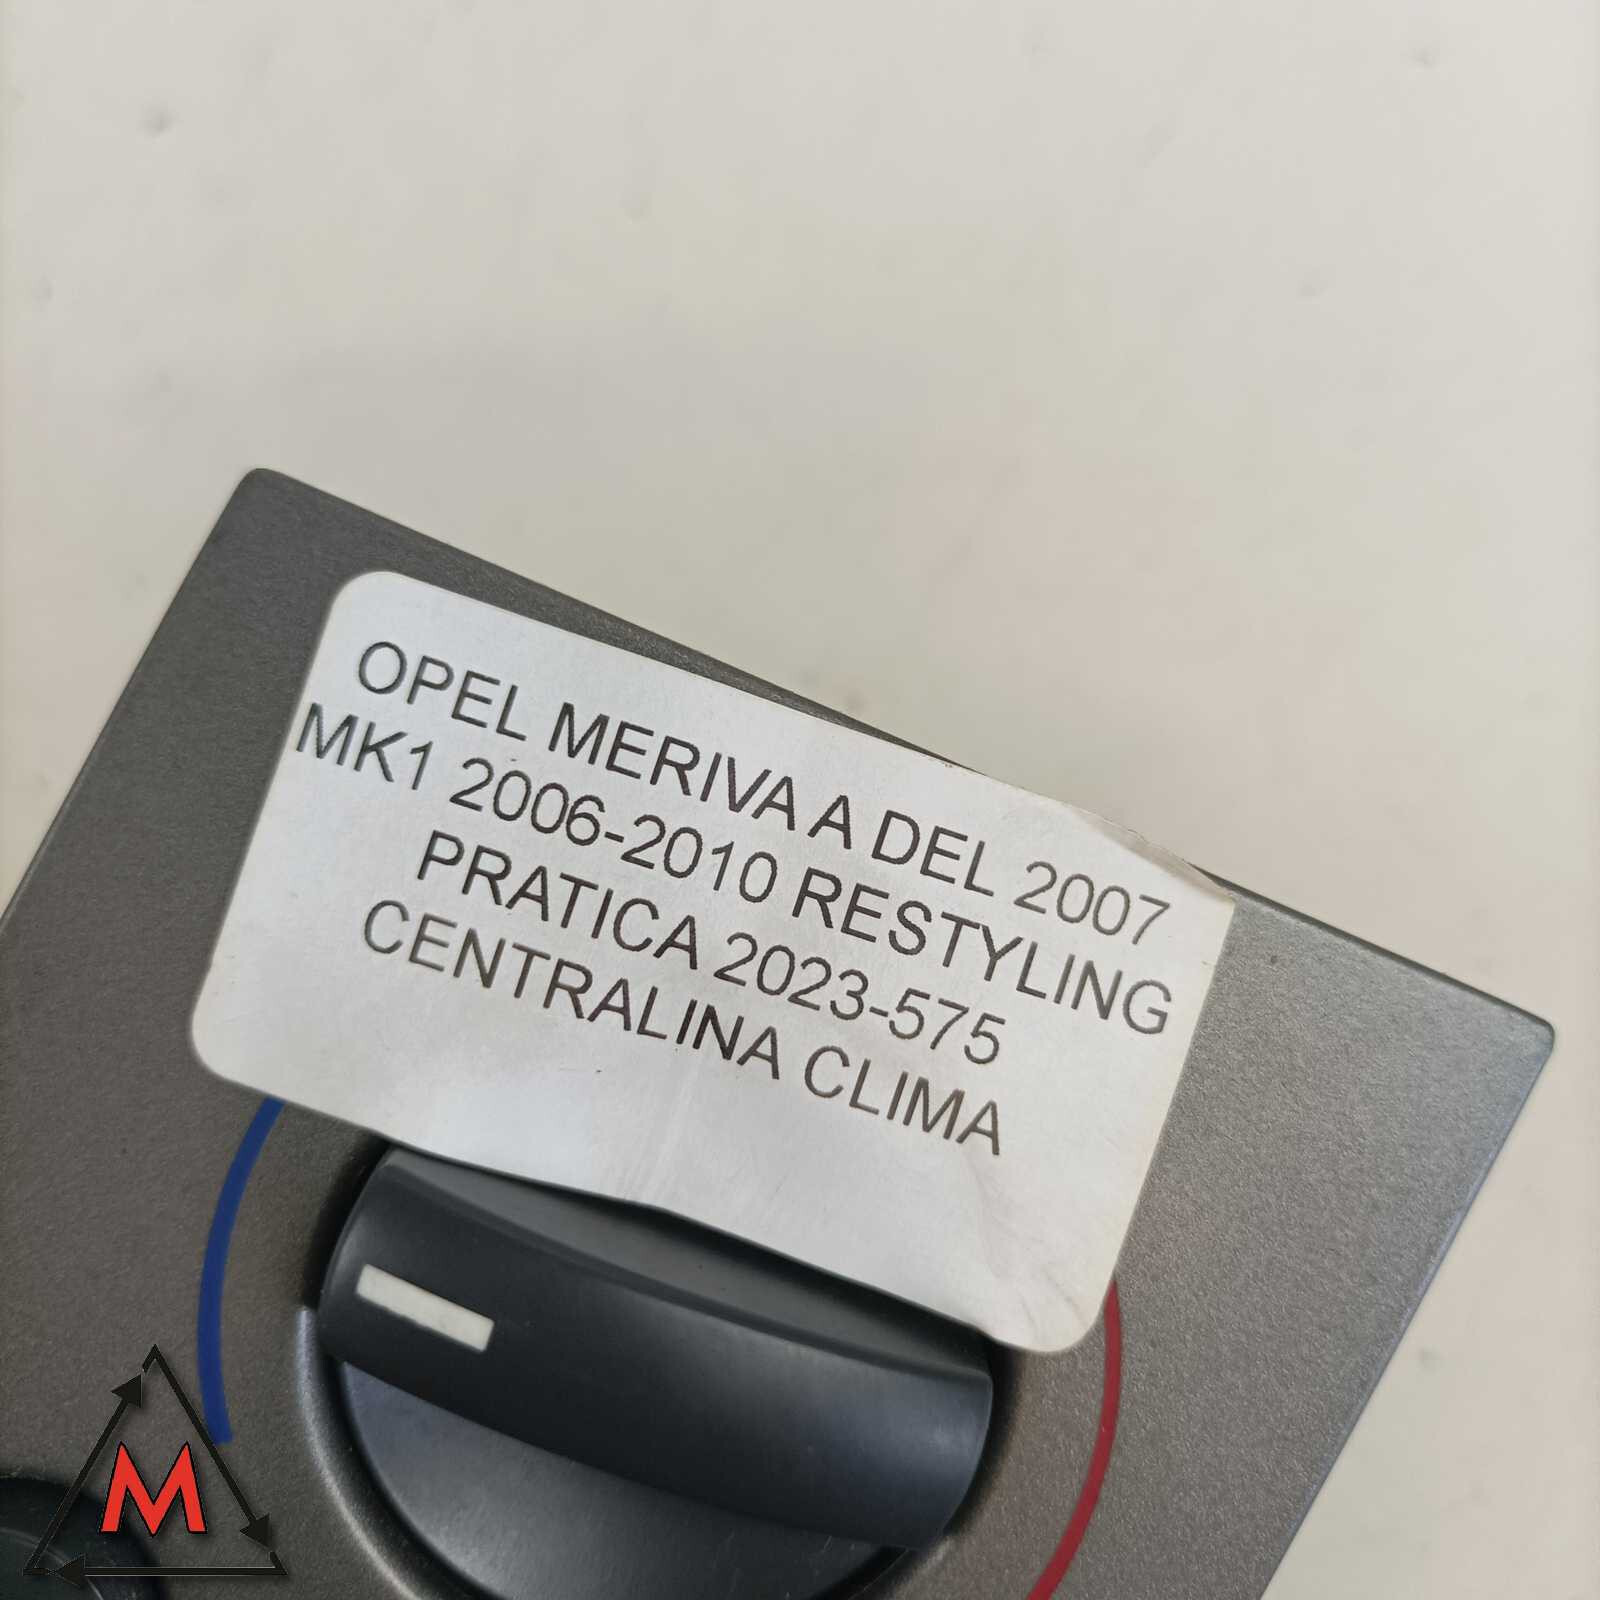 OPEL MERIVA A DEL 2007
MK1 2006-2010 RESTYLING
PRATICA 2023-575
CENTRALINA CLIMA
M